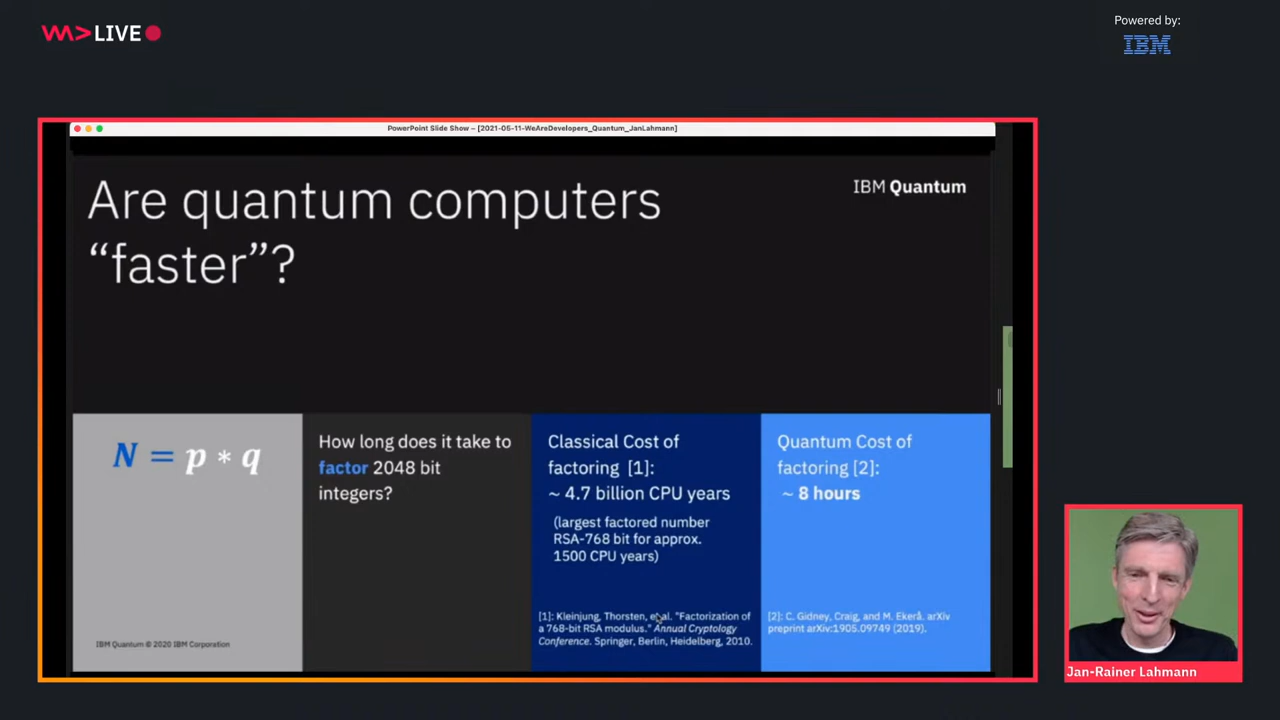 WA>LIVE
Powered by:
IBM
PowerPoint Slide Show – [2021-05-11-WeAreDevelopers_Quantum_JanLahmann]
Are quantum computers
“faster”?
IBM Quantum
N = p * q
IBM Quantum © 2020 IBM Corporation
How long does it take to
factor 2048 bit
integers?
Classical Cost of
factoring [1]:
~ 4.7 billion CPU years
(largest factored number
RSA-768 bit for approx.
1500 CPU years)
[1]: Kleinjung, Thorsten, et al. "Factorization of
a 768-bit RSA modulus." Annual Cryptology
Conference. Springer, Berlin, Heidelberg, 2010.
Quantum Cost of
factoring [2]:
~ 8 hours
[2]: C. Gidney, Craig, and M. Ekerå. arXiv
preprint arXiv:1905.09749 (2019).
Jan-Rainer Lahmann